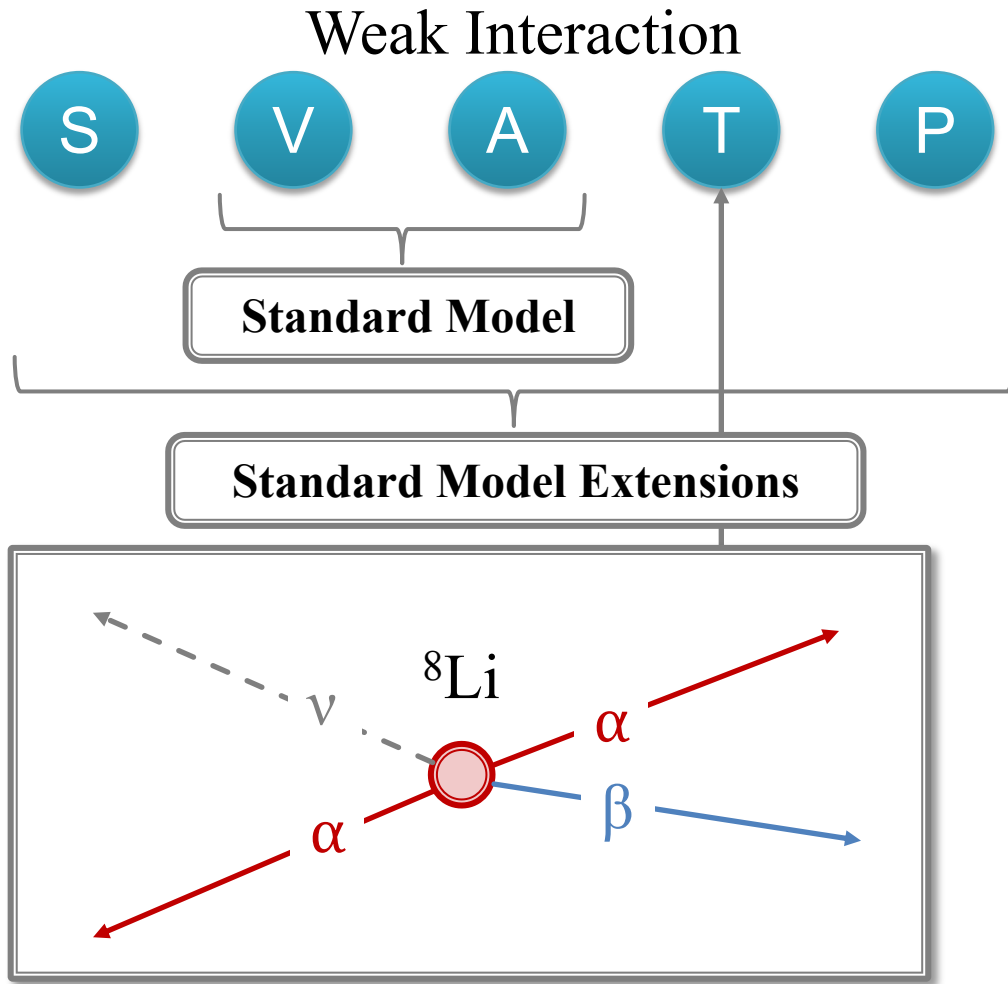 Weak Interaction
S V A T P
Standard Model
Standard Model Extensions
⁸Li
ν
α
β
α